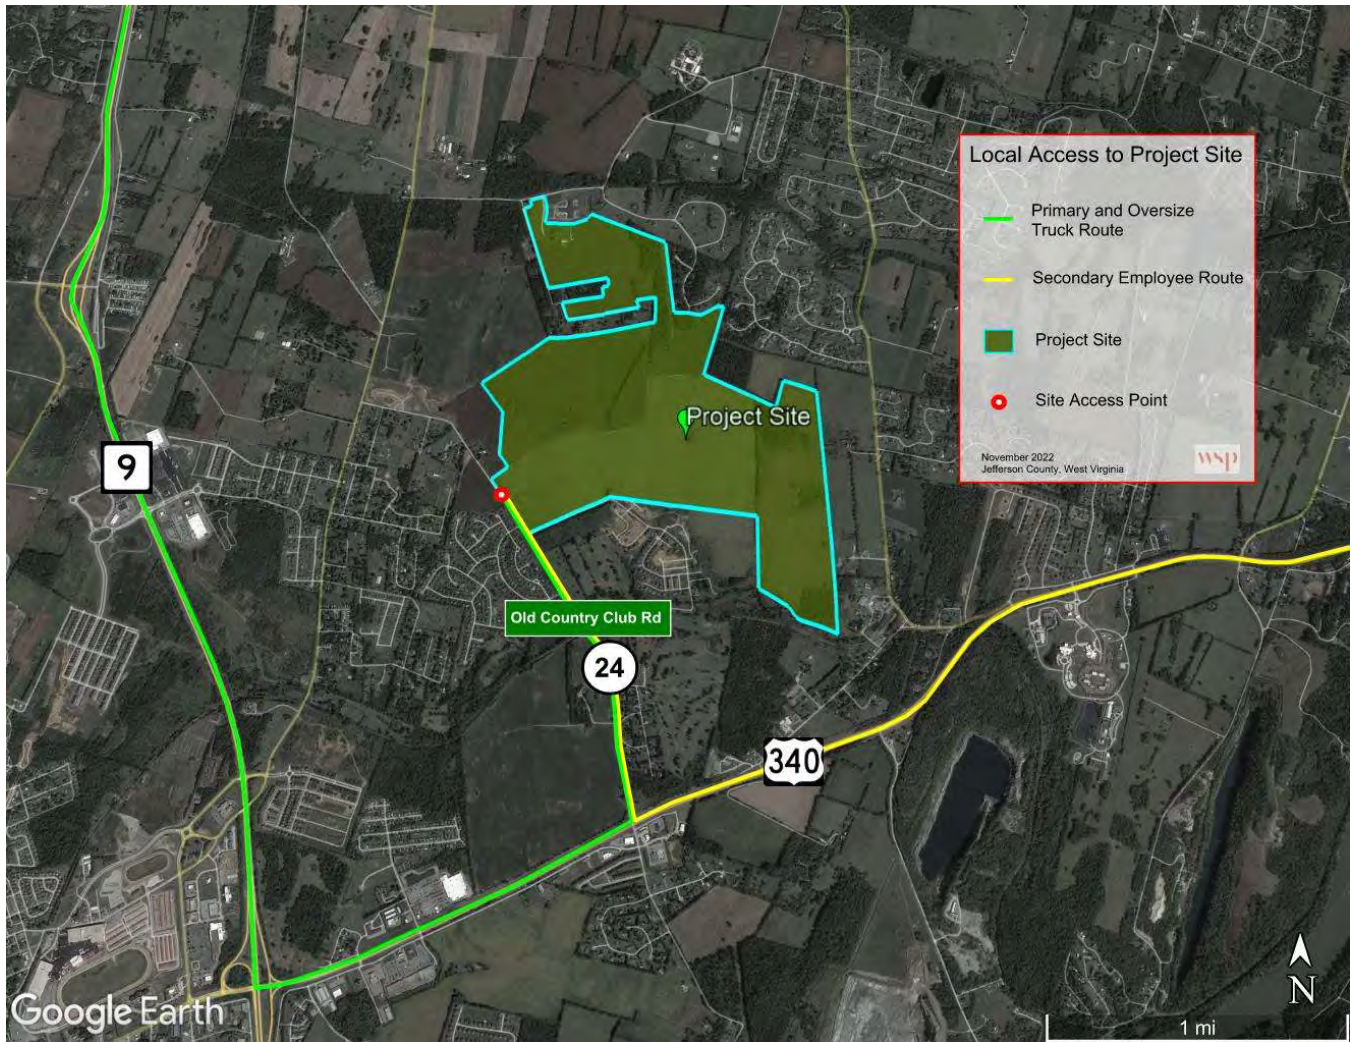 Local Access to Project Site
Primary and Oversize
Truck Route
Secondary Employee Route
Project Site
Site Access Point
November 2022
Jefferson County, West Virginia
wsp
Project Site
9
Old Country Club Rd
24
340
N
Google Earth
1 mi